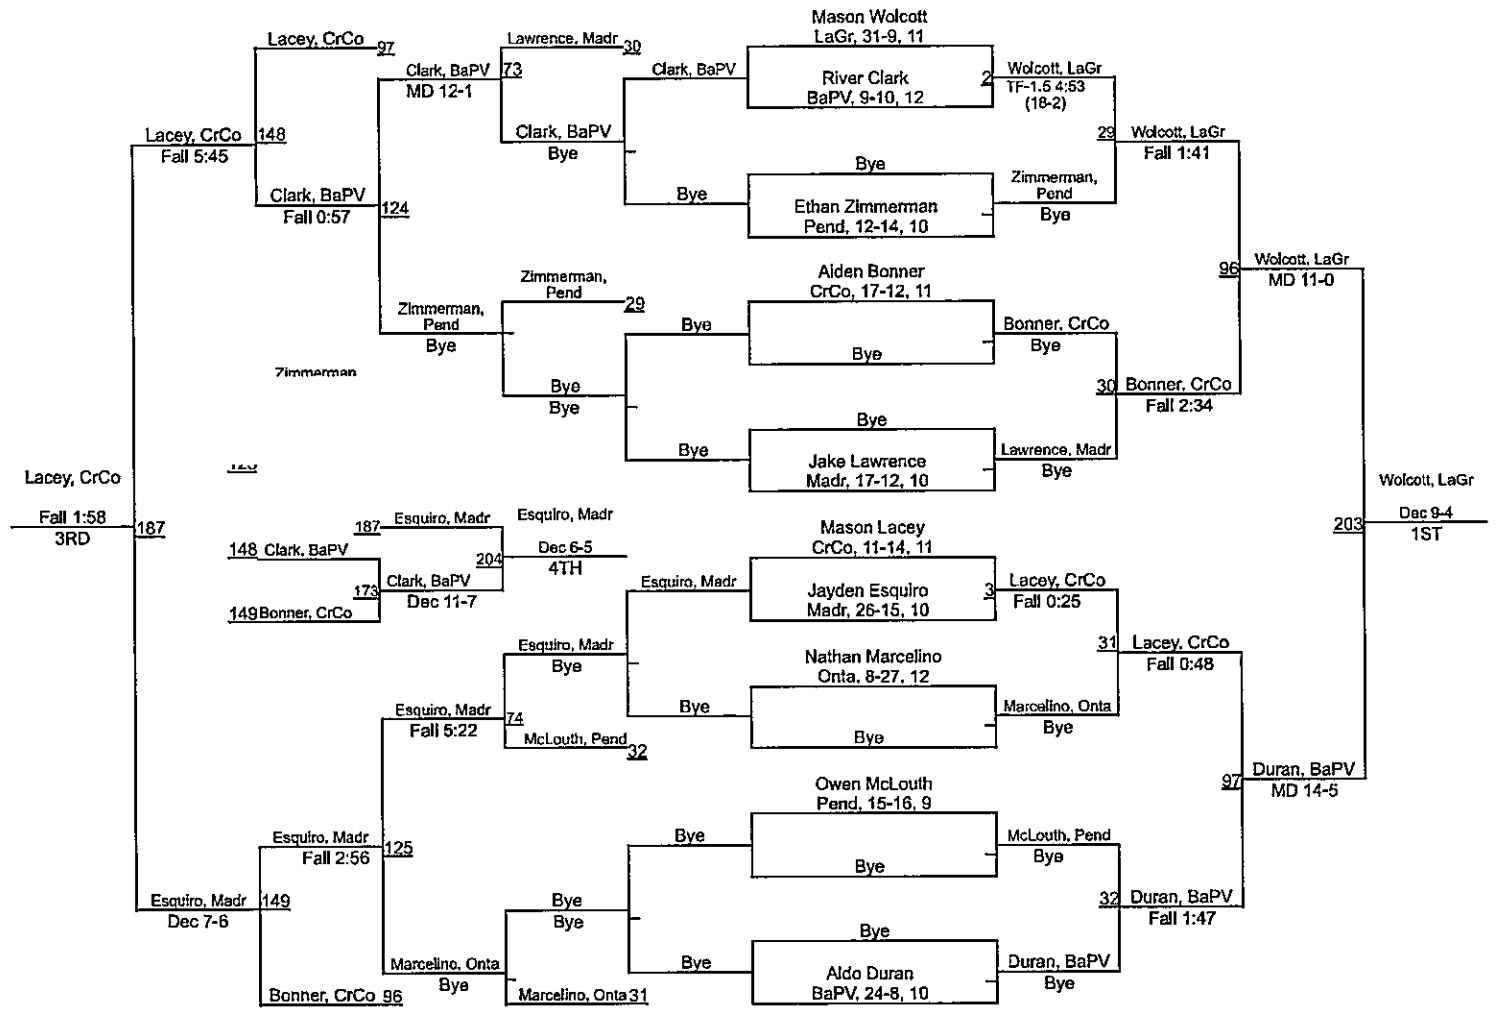 Lacey, CrCo
97
Clark, BaPV
MD 12-1
73
Lawrence, Madr
30
Clark, BaPV
Bye
Clark, BaPV
Mason Wolcott
LaGr, 31-9, 11
River Clark
BaPV, 9-10, 12
2
Wolcott, LaGr
TF-1.5 4:53
(18-2)
Lacey, CrCo
Fall 5:45
148
29
Wolcott, LaGr
Fall 1:41
Clark, BaPV
Fall 0:57
124
Bye
Bye
Ethan Zimmerman
Pend, 12-14, 10
Zimmerman,
Pend
Bye
Zimmerman,
Pend
29
Zimmerman,
Pend
Bye
Bye
Aiden Bonner
CrCo, 17-12, 11
Bye
Bonner, CrCo
Bye
96
Wolcott, LaGr
MD 11-0
Zimmerman
Bye
Bye
30
Bonner, CrCo
Fall 2:34
Bye
Bye
Jake Lawrence
Madr, 17-12, 10
Lawrence, Madr
Bye
Lacey, CrCo
Fall 1:58
3RD
187
187
Esquiro, Madr
Esquiro, Madr
148 Clark, BaPV
204
Dec 6-5
4TH
173
Clark, BaPV
Dec 11-7
149 Bonner, CrCo
Wolcott, LaGr
203
Dec 9-4
1ST
Esquiro, Madr
Mason Lacey
CrCo, 11-14, 11
Jayden Esquiro
Madr, 26-15, 10
3
Lacey, CrCo
Fall 0:25
Esquiro, Madr
Bye
31
Lacey, CrCo
Fall 0:48
Bye
Nathan Marcelino
Onta, 8-27, 12
Bye
Marcelino, Onta
Bye
Esquiro, Madr
Fall 5:22
74
McLouth, Pend
32
Bye
Owen McLouth
Pend, 15-16, 9
Bye
McLouth, Pend
Bye
97
Duran, BaPV
MD 14-5
Esquiro, Madr
Fall 2:56
125
Esquiro, Madr
Dec 7-6
149
Bye
Bye
32
Duran, BaPV
Fall 1:47
Marcelino, Onta
Bye
Bye
Bye
Aldo Duran
BaPV, 24-8, 10
Duran, BaPV
Bye
Bonner, CrCo 96
Marcelino, Onta 31